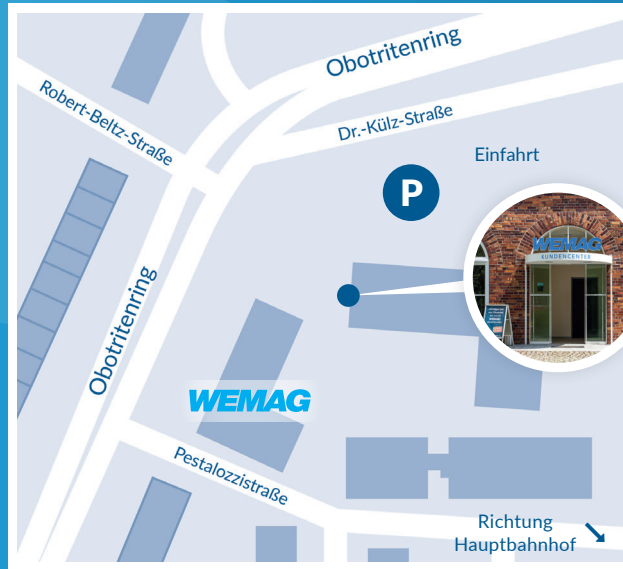 Obotritenring
Robert-Beltz-Straße
Dr.-Külz-Straße
Einfahrt
P
WEMAG
KUNDENCENTER
Obotritenring
WEMAG
Pestalozzistraße
Richtung
Hauptbahnhof